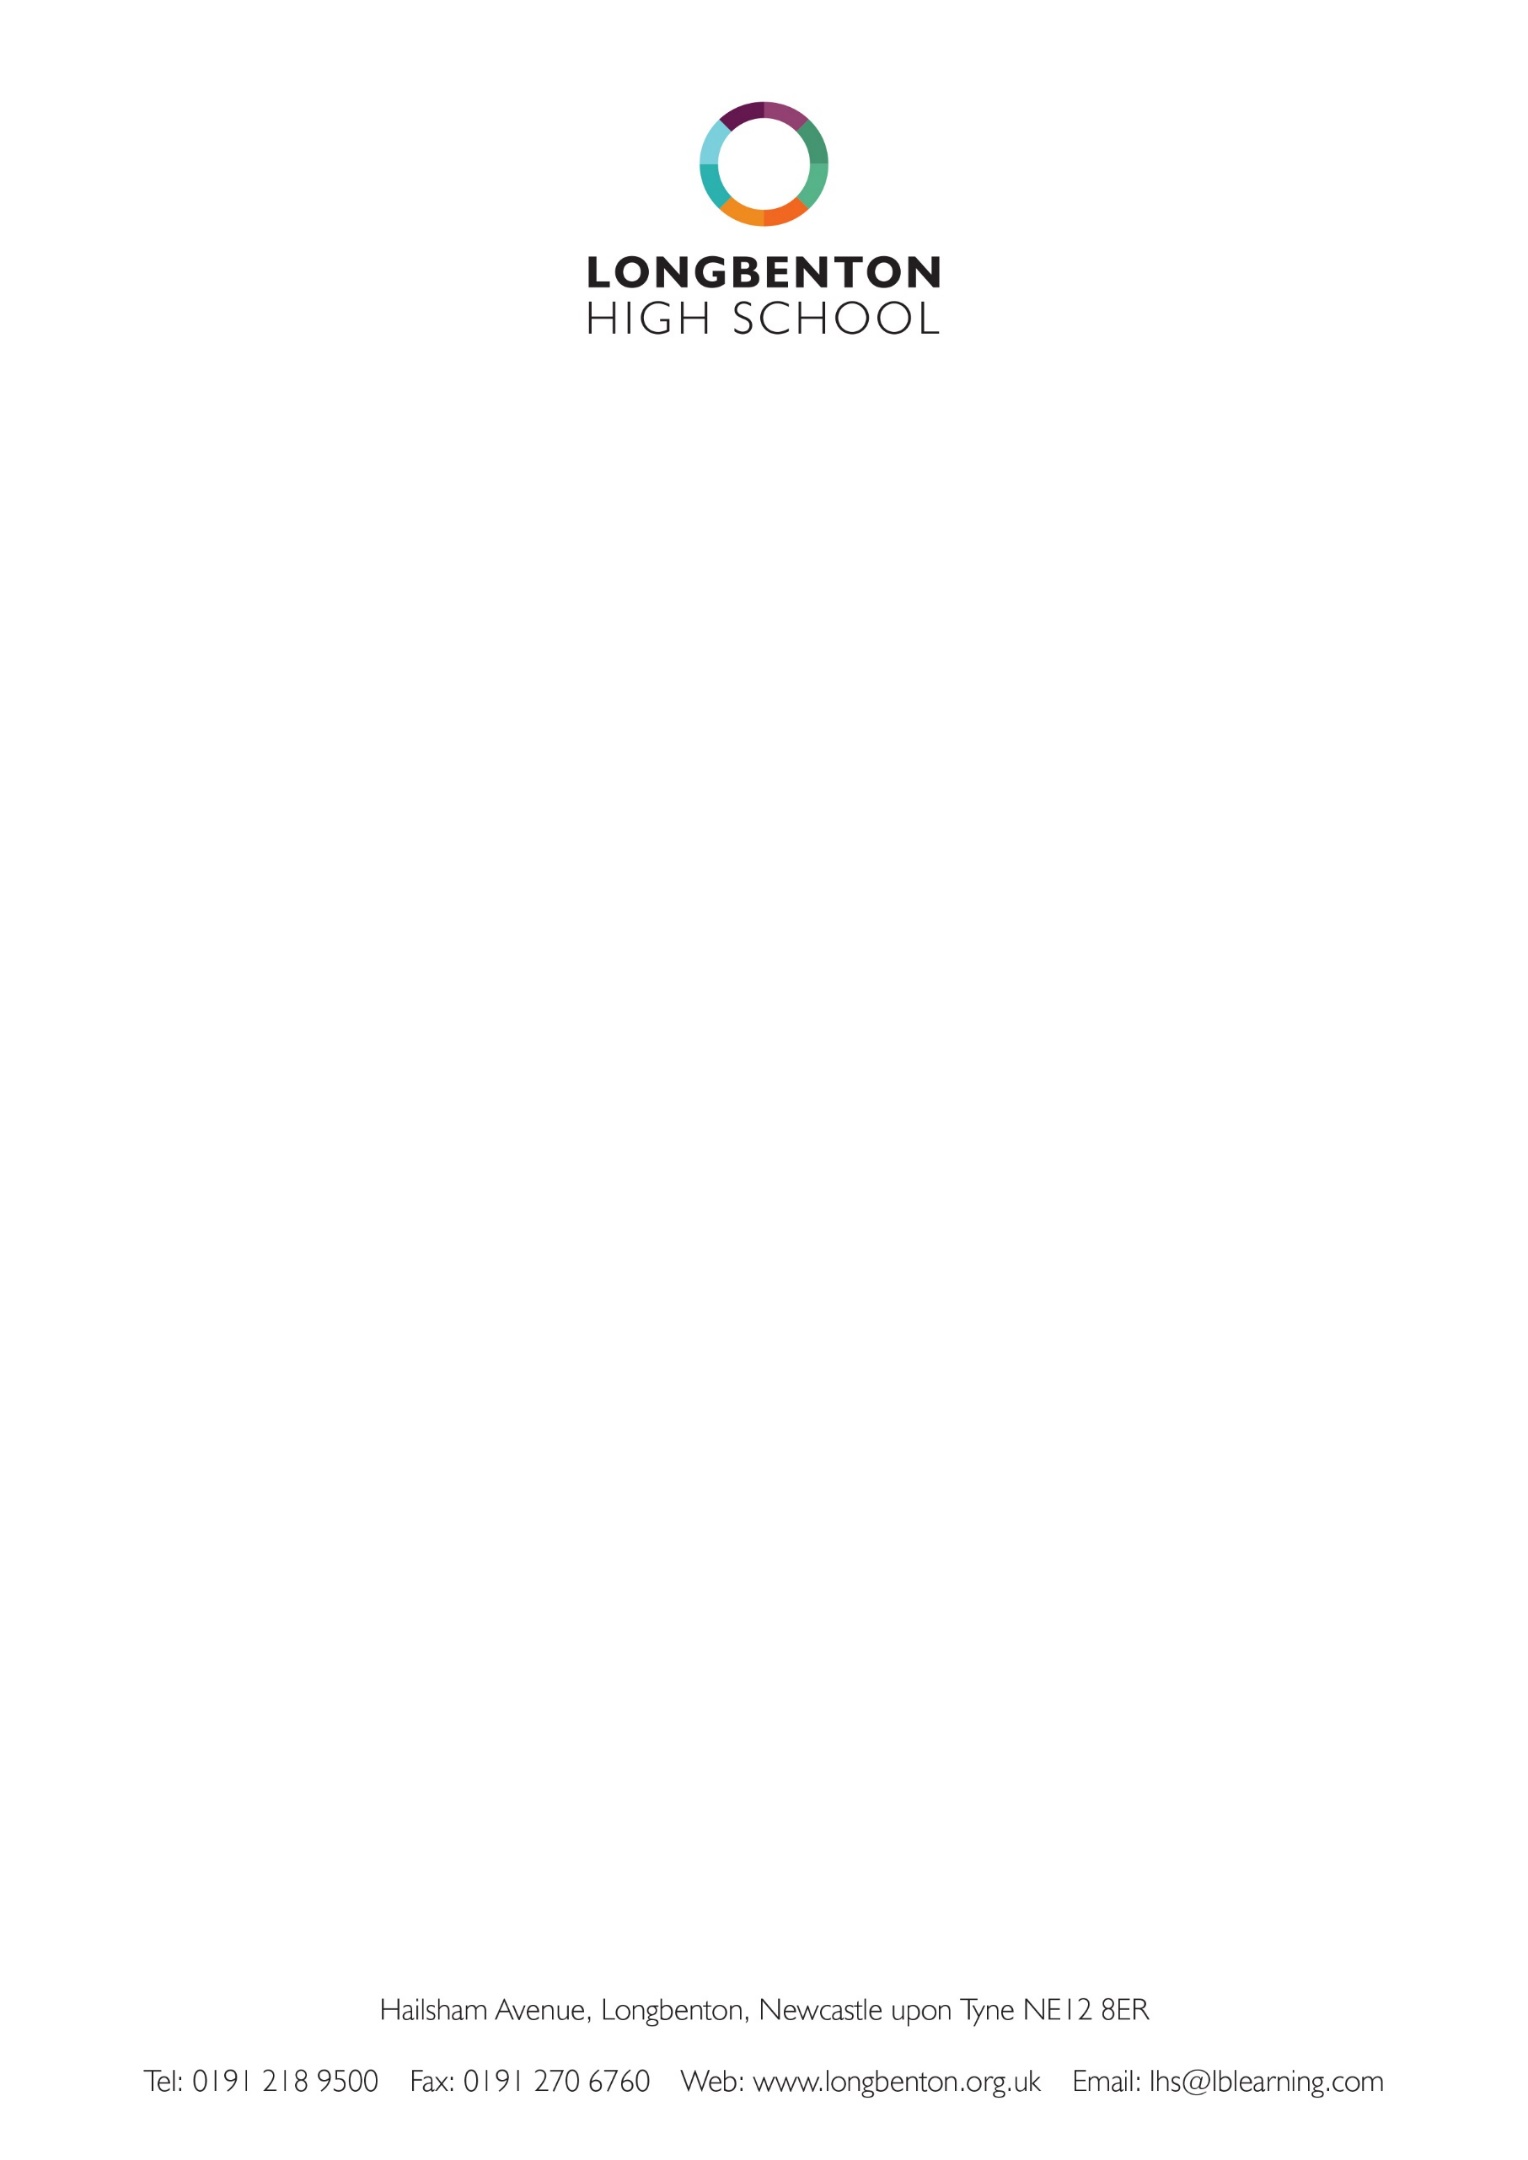 LONGBENTON
HIGH SCHOOL
Hailsham Avenue, Longbenton, Newcastle upon Tyne NE12 8ER
Tel: 0191 218 9500 Fax: 0191 270 6760 Web: www.longbenton.org.uk Email: lhs@lblearning.com